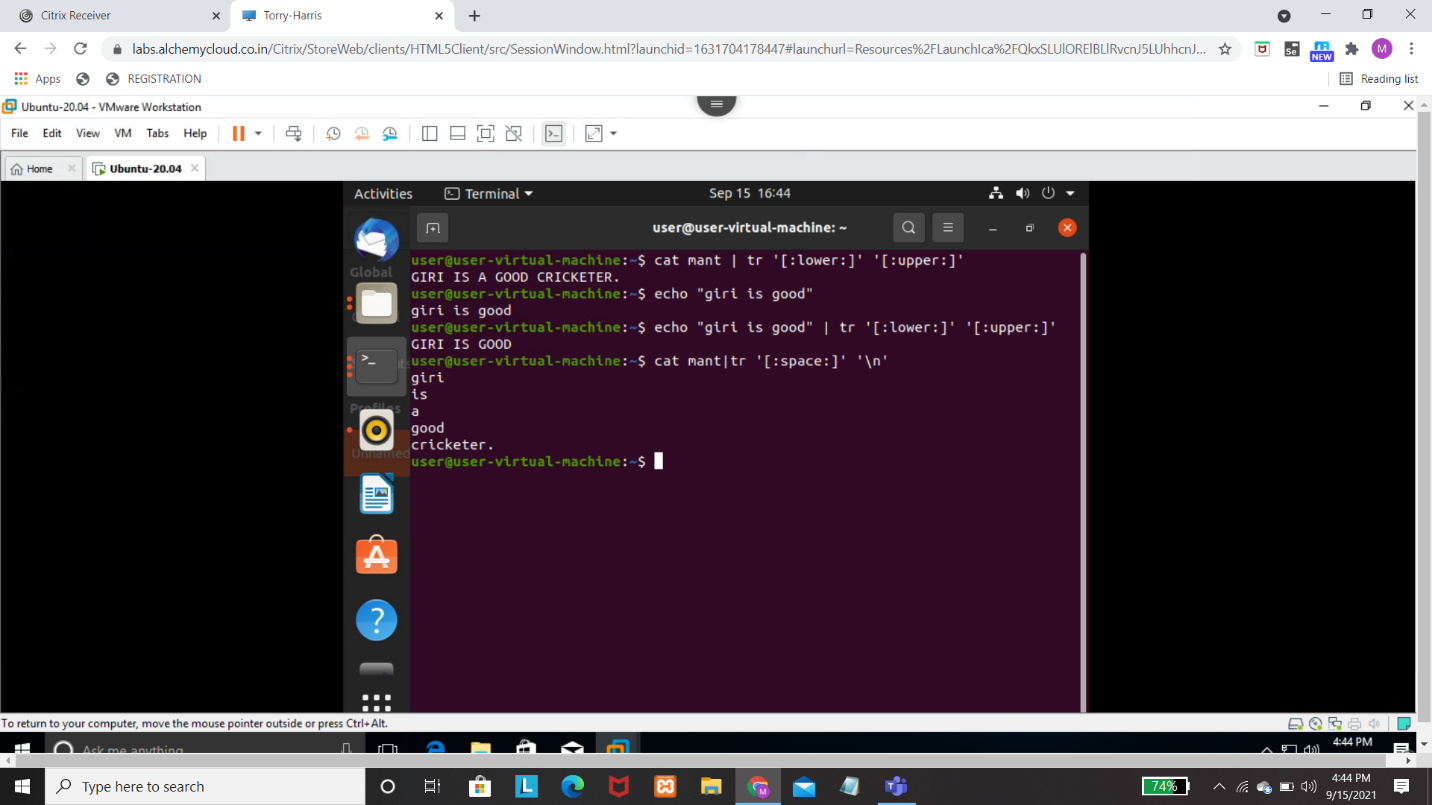 Citrix Receiver
Torry-Harris
labs.alchemycloud.co.in/Citrix/StoreWeb/clients/HTML5Client/src/SessionWindow.html?launchid=1631704178447#launchurl=Resources%2FLaunchIca%2FQkxSLUlORElBLlRvcnJ5LUhhcnJ...
Se
NEW
M
Apps
REGISTRATION
Reading list
Ubuntu-20.04 - VMware Workstation
File Edit View VM Tabs Help
Home
Ubuntu-20.04
Activities
Terminal
Sep 15 16:44
user@user-virtual-machine: ~
Global
Profiles
Unnamed
user@user-virtual-machine:~$ cat mant | tr '[:lower:]' '[:upper:]'
GIRI IS A GOOD CRICKETER.
user@user-virtual-machine:~$ echo "giri is good"
giri is good
user@user-virtual-machine:~$ echo "giri is good" | tr '[:lower:]' '[:upper:]'
GIRI IS GOOD
user@user-virtual-machine:~$ cat mant|tr '[:space:]' '\n'
giri
is
a
good
cricketer.
user@user-virtual-machine:~$
To return to your computer, move the mouse pointer outside or press Ctrl+Alt.
Ask me anything
4:44 PM
Type here to search
L
M
74%
4:44 PM
9/15/2021